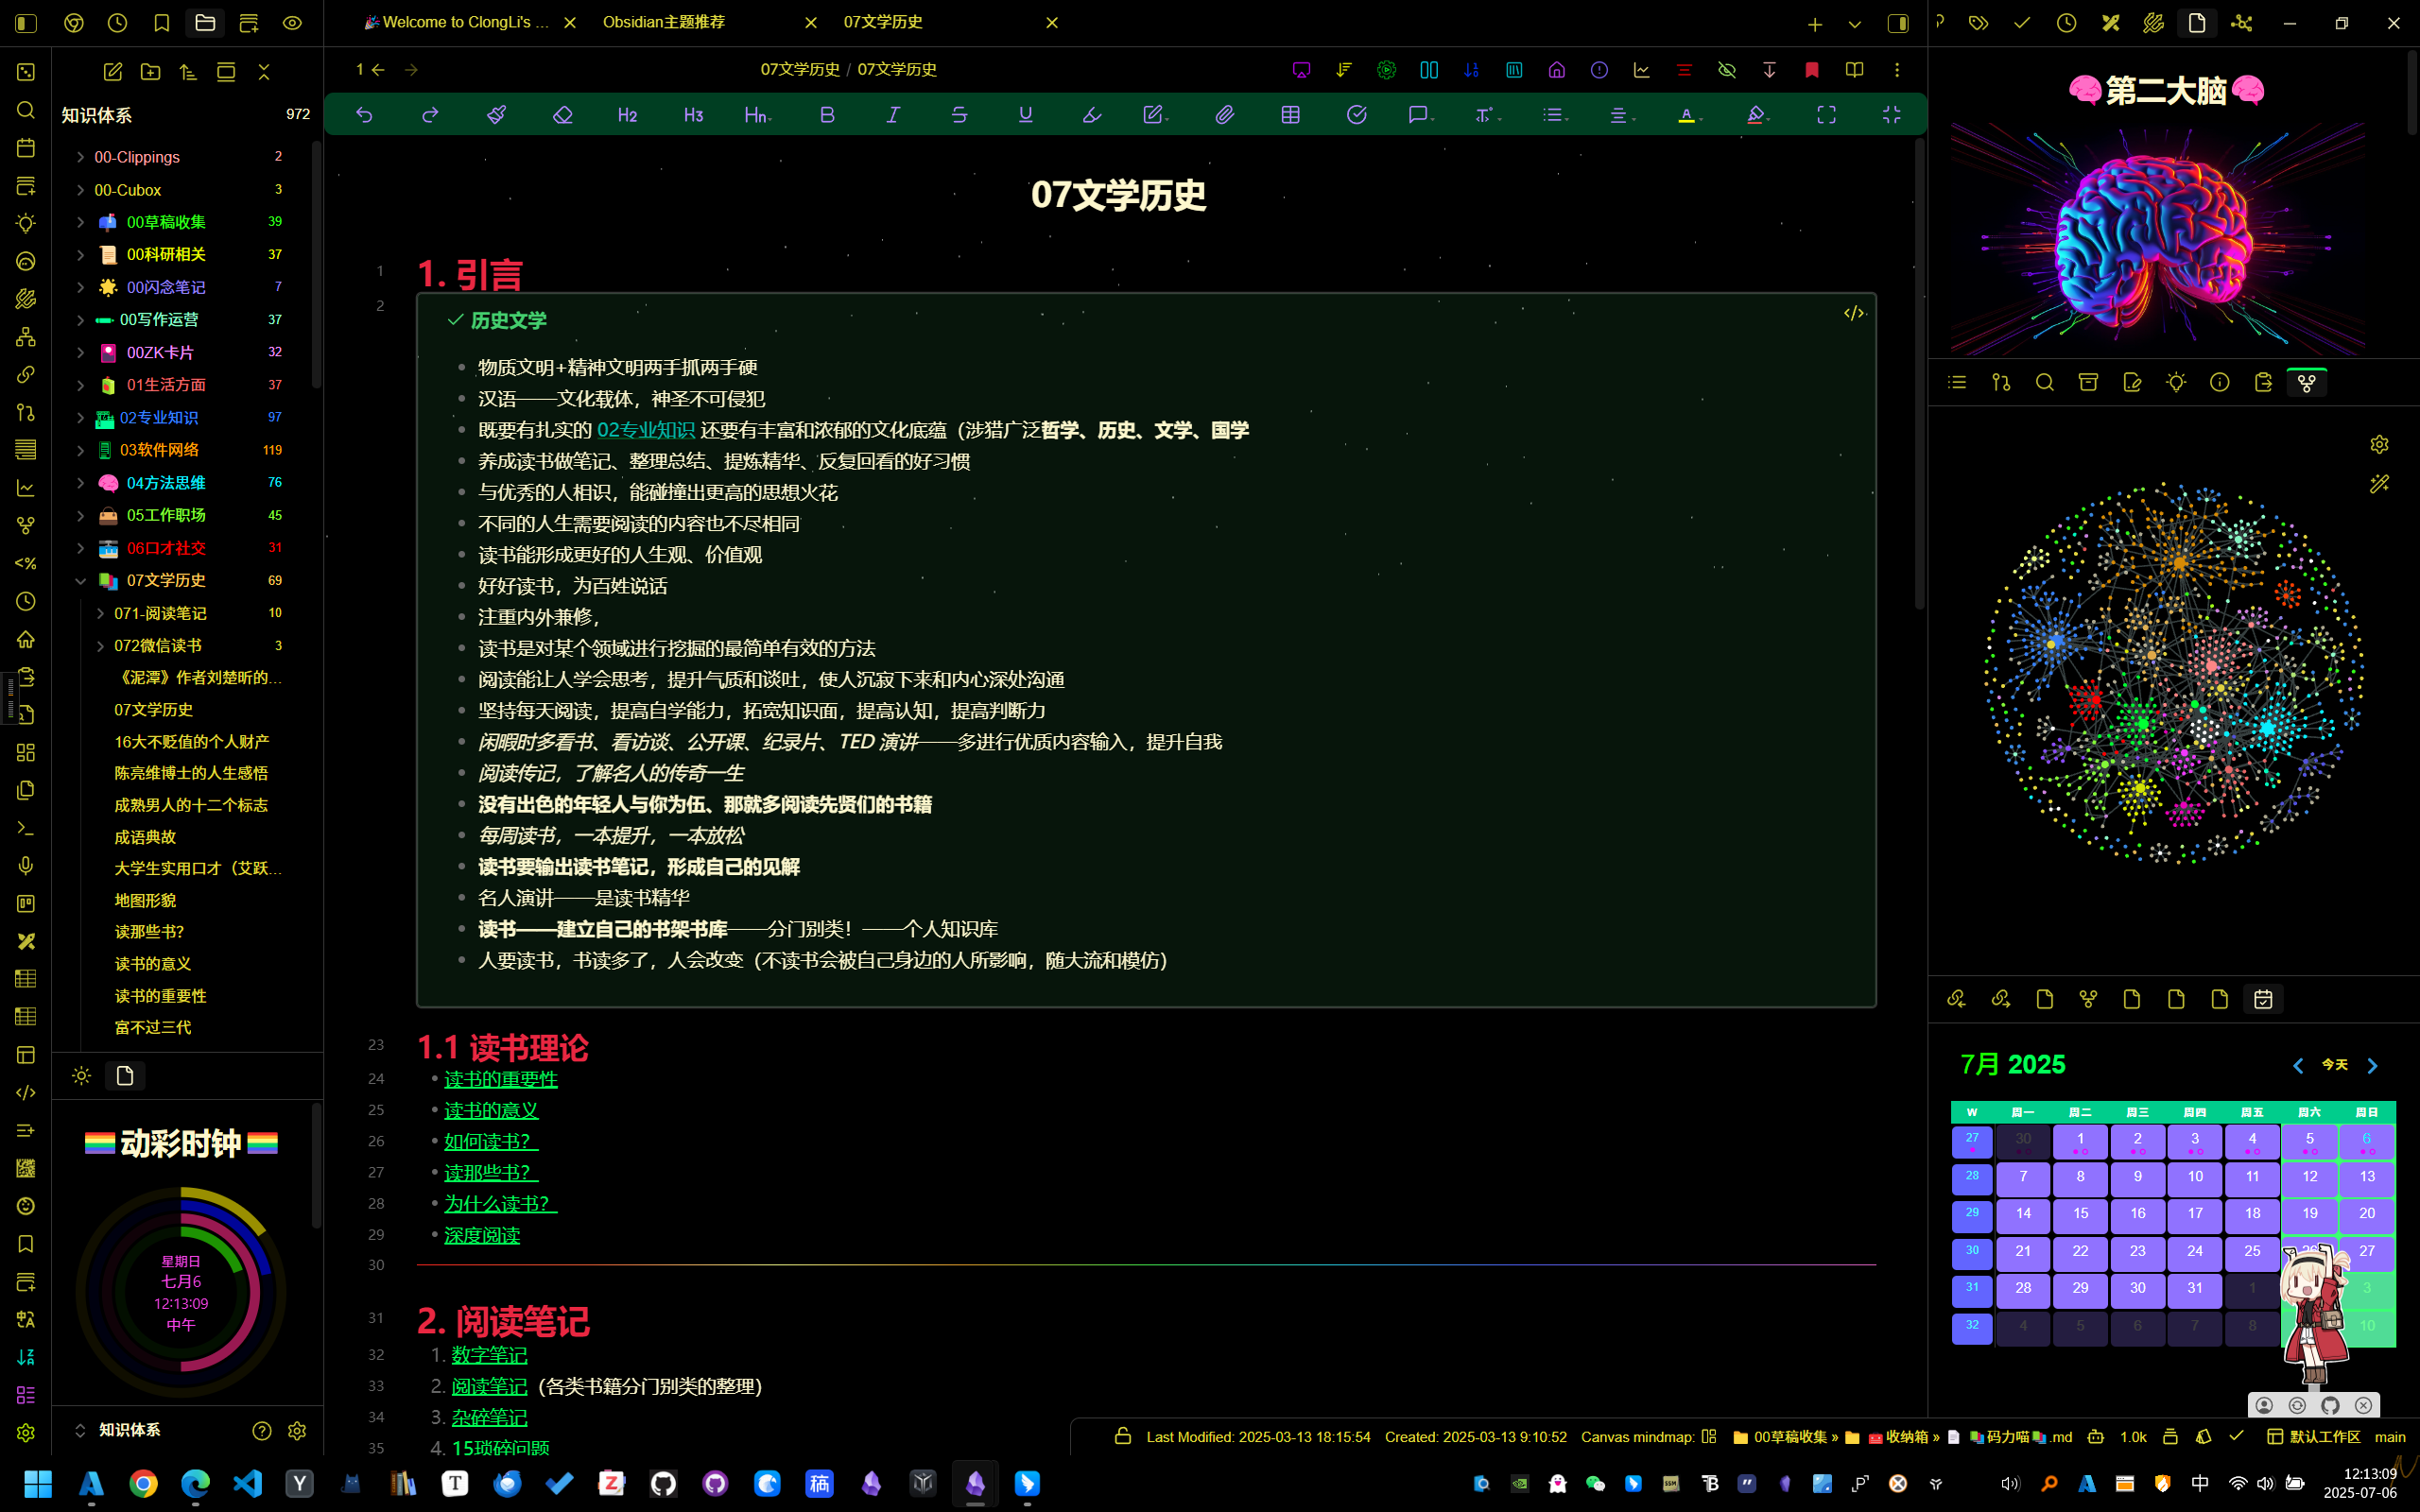 🎉Welcome to ClongLi's ...
Obsidian主题推荐
07文学历史
1
07文学历史 / 07文学历史
H2
H3
Hn
B
知识体系 972
00-Clippings 2
00-Cubox 3
00草稿收集 39
00科研相关 37
00闪念笔记 7
00写作运营 37
00ZK卡片 32
01生活方面 37
02专业知识 97
03软件网络 119
04方法思维 76
05工作职场 45
06口才社交 31
07文学历史 69
071-阅读笔记 10
072微信读书 3
《泥潭》作者刘楚昕的...
07文学历史
16大不贬值的个人财产
陈亮维博士的人生感悟
成熟男人的十二个标志
成语典故
大学生实用口才（艾跃...
地图形貌
读那些书?
读书的意义
读书的重要性
富不过三代
动彩时钟
星期日
七月6
12:13:09
中午
知识体系
07文学历史
1
1. 引言
2
历史文学
物质文明+精神文明两手抓两手硬
汉语——文化载体，神圣不可侵犯
既要有扎实的 02专业知识 还要有丰富和浓郁的文化底蕴（涉猎广泛哲学、历史、文学、国学
养成读书做笔记、整理总结、提炼精华、反复回看的好习惯
与优秀的人相识，能碰撞出更高的思想火花
不同的人生需要阅读的内容也不尽相同
读书能形成更好的人生观、价值观
好好读书，为百姓说话
注重内外兼修，
读书是对某个领域进行挖掘的最简单有效的方法
阅读能让人学会思考，提升气质和谈吐，使人沉寂下来和内心深处沟通
坚持每天阅读，提高自学能力，拓宽知识面，提高认知，提高判断力
闲暇时多看书、看访谈、公开课、纪录片、TED 演讲——多进行优质内容输入，提升自我
阅读传记，了解名人的传奇一生
没有出色的年轻人与你为伍、那就多阅读先贤们的书籍
每周读书，一本提升，一本放松
读书要输出读书笔记，形成自己的见解
名人演讲——是读书精华
读书——建立自己的书架书库——分门别类！——个人知识库
人要读书，书读多了，人会改变（不读书会被自己身边的人所影响，随大流和模仿）
23 1.1 读书理论
24 读书的重要性
25 读书的意义
26 如何读书？
27 读那些书？
28 为什么读书？
29 深度阅读
30
31 2. 阅读笔记
32 1. 数字笔记
33 2. 阅读笔记（各类书籍分门别类的整理）
34 3. 杂碎笔记
35 4. 15琐碎问题
第二大脑
7月 2025
今天
W 周一 周二 周三 周四 周五 周六 周日
27 30 1 2 3 4 5 6
28 7 8 9 10 11 12 13
29 14 15 16 17 18 19 20
30 21 22 23 24 25 27
31 28 29 30 31 1 3
32 4 5 6 7 8 10
Last Modified: 2025-03-13 18:15:54 Created: 2025-03-13 9:10:52 Canvas mindmap: 00草稿收集 » 收纳箱 » 码力喵 .md 1.0k 默认工作区 main
中
12:13:09
2025-07-06